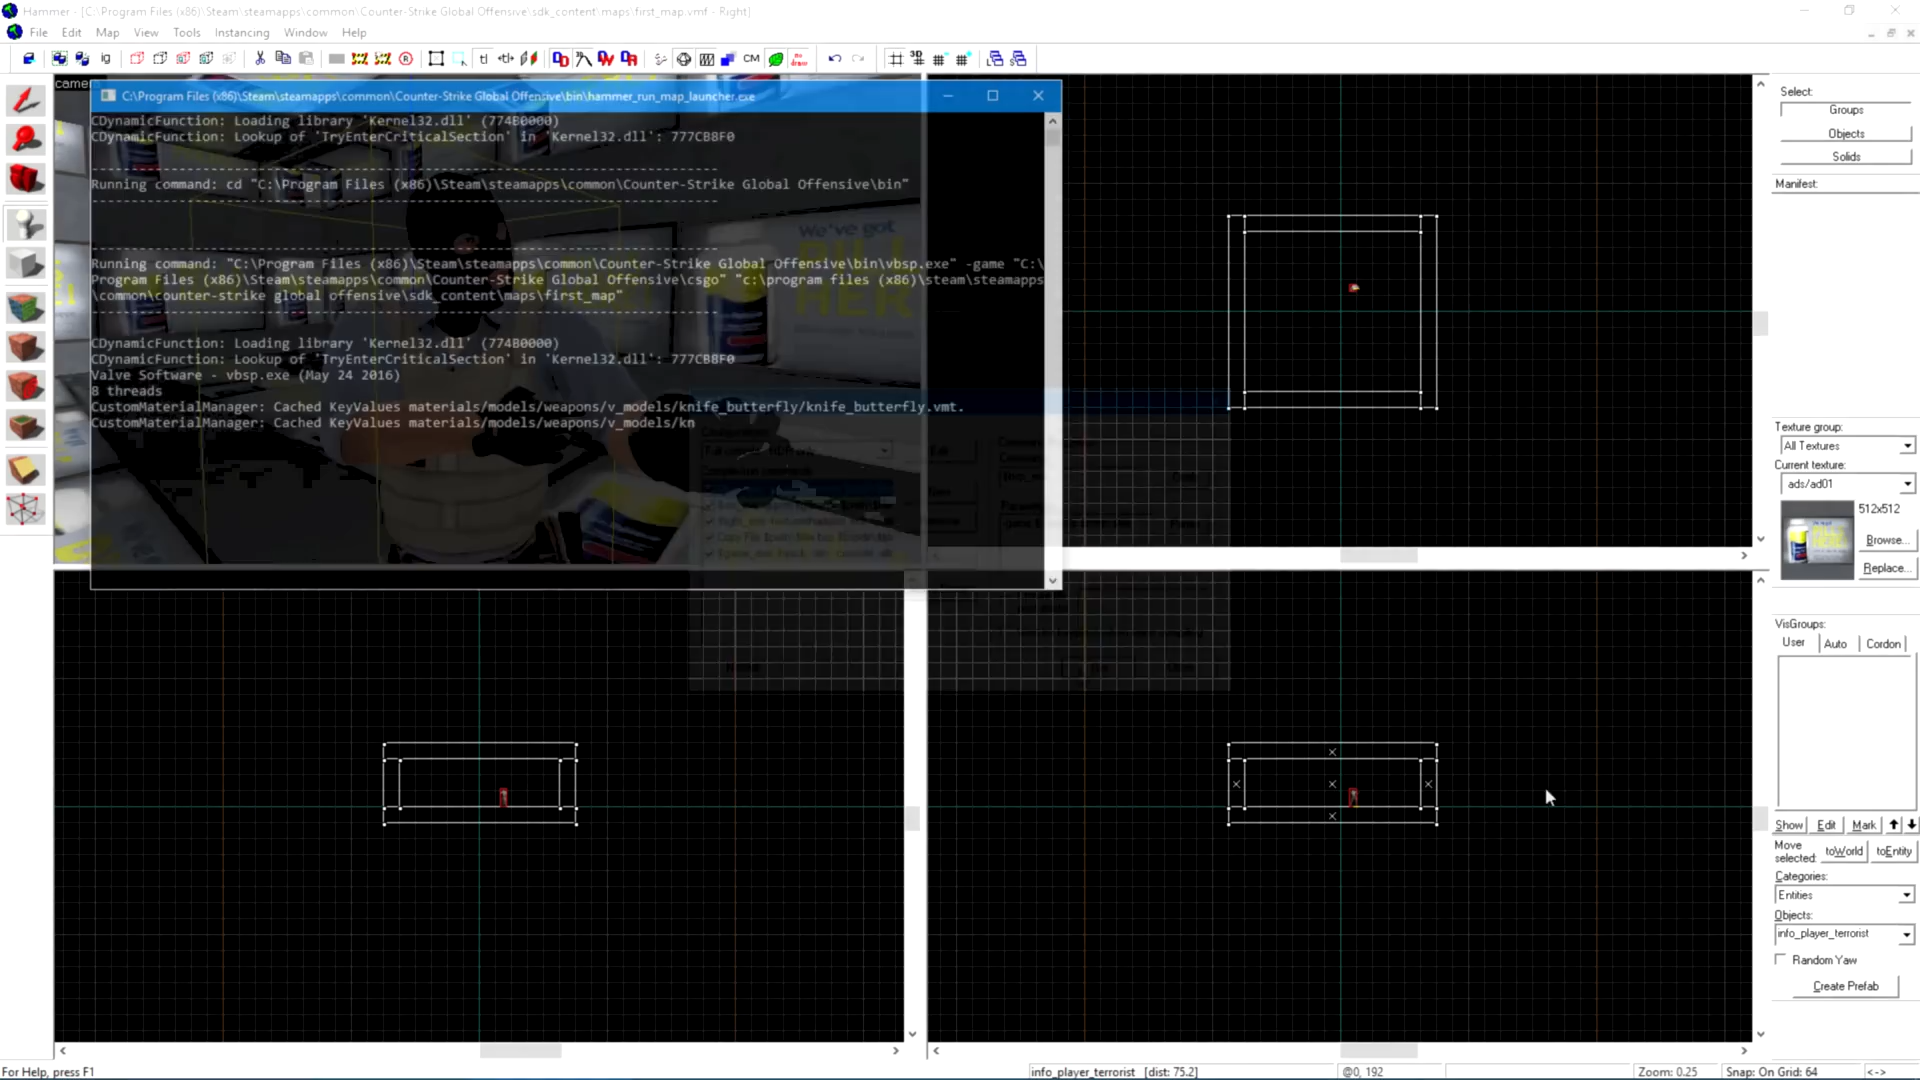 Hammer - [C:\Program Files (x86)\Steam\steamapps\common\Counter-Strike Global Offensive\sdk_content\maps\first_map.vmf - Right]
File Edit Map View Tools Instancing Window Help
camer
C:\Program Files (x86)\Steam\steamapps\common\Counter-Strike Global Offensive\bin\hammer_run_map_launcher.exe
CDynamicFunction: Loading library 'Kernel32.dll' (774B0000)
CDynamicFunction: Lookup of 'TryEnterCriticalSection' in 'Kernel32.dll': 777CB8F0
Running command: cd "C:\Program Files (x86)\Steam\steamapps\common\Counter-Strike Global Offensive\bin"
Running command: "C:\Program Files (x86)\Steam\steamapps\common\Counter-Strike Global Offensive\bin\vbsp.exe" -game "C:\
Program Files (x86)\Steam\steamapps\common\Counter-Strike Global Offensive\csgo" "c:\program files (x86)\steam\steamapps
\common\counter-strike global offensive\sdk_content\maps\first_map"
CDynamicFunction: Loading library 'Kernel32.dll' (774B0000)
CDynamicFunction: Lookup of 'TryEnterCriticalSection' in 'Kernel32.dll': 777CB8F0
Valve Software - vbsp.exe (May 24 2016)
8 threads
CustomMaterialManager: Cached KeyValues materials/models/weapons/v_models/knife_butterfly/knife_butterfly.vmt.
CustomMaterialManager: Cached KeyValues materials/models/weapons/v_models/kn
We've got
Select:
Groups
Objects
Solids
Manifest:
Texture group:
All Textures
Current texture:
ads/ad01
512x512
Browse...
Replace...
VisGroups:
User Auto Cordon
Show Edit Mark
Move selected: toWorld toEntity
Categories:
Entities
Objects:
info_player_terrorist
Random Yaw
Create Prefab
For Help, press F1
info_player_terrorist [dist: 75.2]
@0, 192
Zoom: 0.25
Snap: On Grid: 64
<->